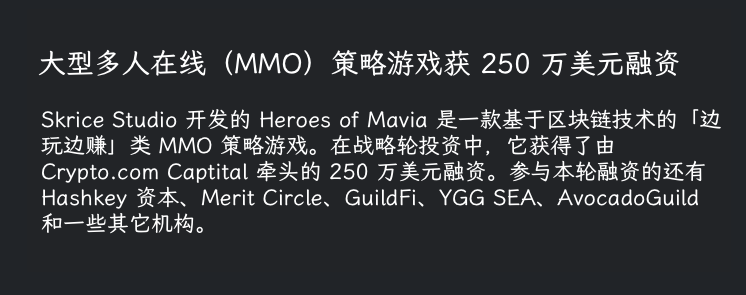 大型多人在线（MMO）策略游戏获 250 万美元融资
Skrice Studio 开发的 Heroes of Mavia 是一款基于区块链技术的「边
玩边赚」类 MMO 策略游戏。在战略轮投资中，它获得了由
Crypto.com Captital 牵头的 250 万美元融资。参与本轮融资的还有
Hashkey 资本、Merit Circle、GuildFi、YGG SEA、AvocadoGuild
和一些其它机构。